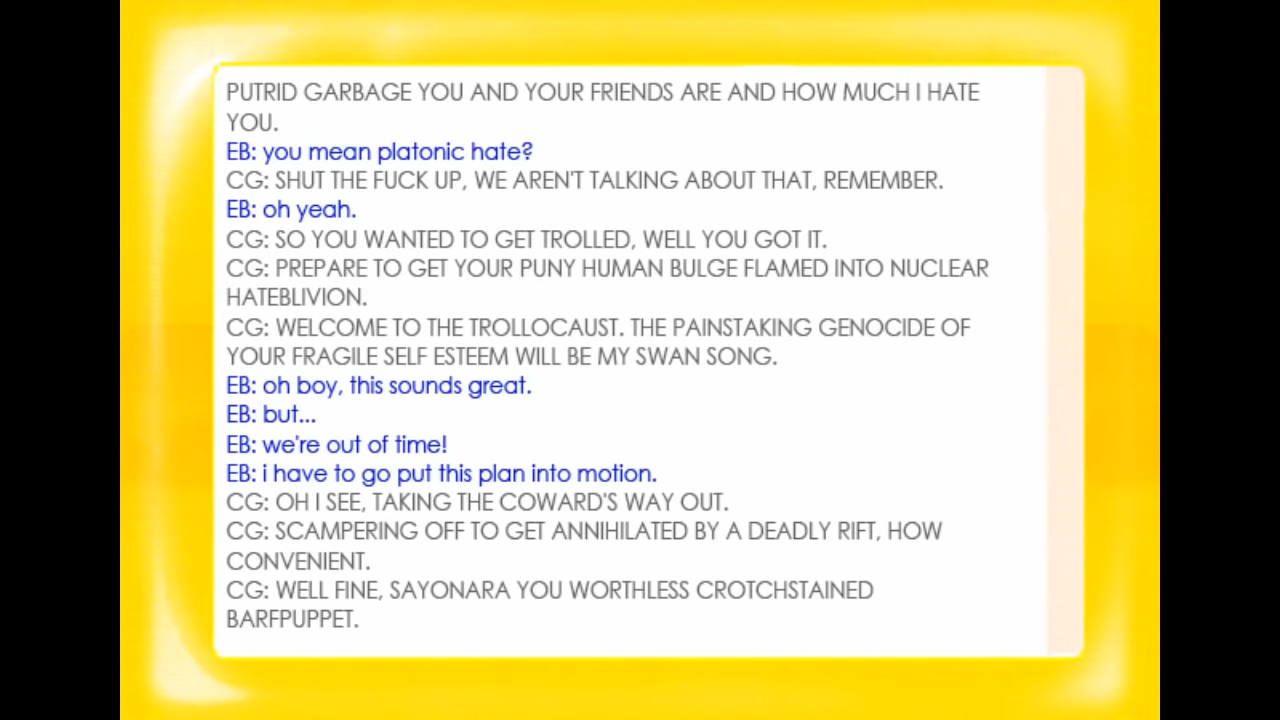 PUTRID GARBAGE YOU AND YOUR FRIENDS ARE AND HOW MUCH I HATE
YOU.
EB: you mean platonic hate?
CG: SHUT THE FUCK UP, WE AREN'T TALKING ABOUT THAT, REMEMBER.
EB: oh yeah.
CG: SO YOU WANTED TO GET TROLLED, WELL YOU GOT IT.
CG: PREPARE TO GET YOUR PUNY HUMAN BULGE FLAMED INTO NUCLEAR
HATEBLIVION.
CG: WELCOME TO THE TROLLOCAUST. THE PAINSTAKING GENOCIDE OF
YOUR FRAGILE SELF ESTEEM WILL BE MY SWAN SONG.
EB: oh boy, this sounds great.
EB: but...
EB: we're out of time!
EB: i have to go put this plan into motion.
CG: OH I SEE, TAKING THE COWARD'S WAY OUT.
CG: SCAMPERING OFF TO GET ANNIHILATED BY A DEADLY RIFT, HOW
CONVENIENT.
CG: WELL FINE, SAYONARA YOU WORTHLESS CROTCHSTAINED
BARFPUPPET.